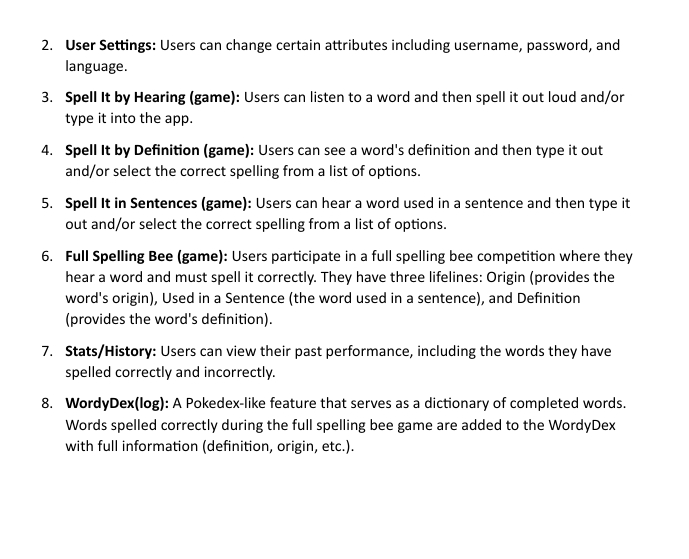 2. User Settings: Users can change certain attributes including username, password, and
language.
3. Spell It by Hearing (game): Users can listen to a word and then spell it out loud and/or
type it into the app.
4. Spell It by Definition (game): Users can see a word's definition and then type it out
and/or select the correct spelling from a list of options.
5. Spell It in Sentences (game): Users can hear a word used in a sentence and then type it
out and/or select the correct spelling from a list of options.
6. Full Spelling Bee (game): Users participate in a full spelling bee competition where they
hear a word and must spell it correctly. They have three lifelines: Origin (provides the
word's origin), Used in a Sentence (the word used in a sentence), and Definition
(provides the word's definition).
7. Stats/History: Users can view their past performance, including the words they have
spelled correctly and incorrectly.
8. WordyDex(log): A Pokedex-like feature that serves as a dictionary of completed words.
Words spelled correctly during the full spelling bee game are added to the WordyDex
with full information (definition, origin, etc.).